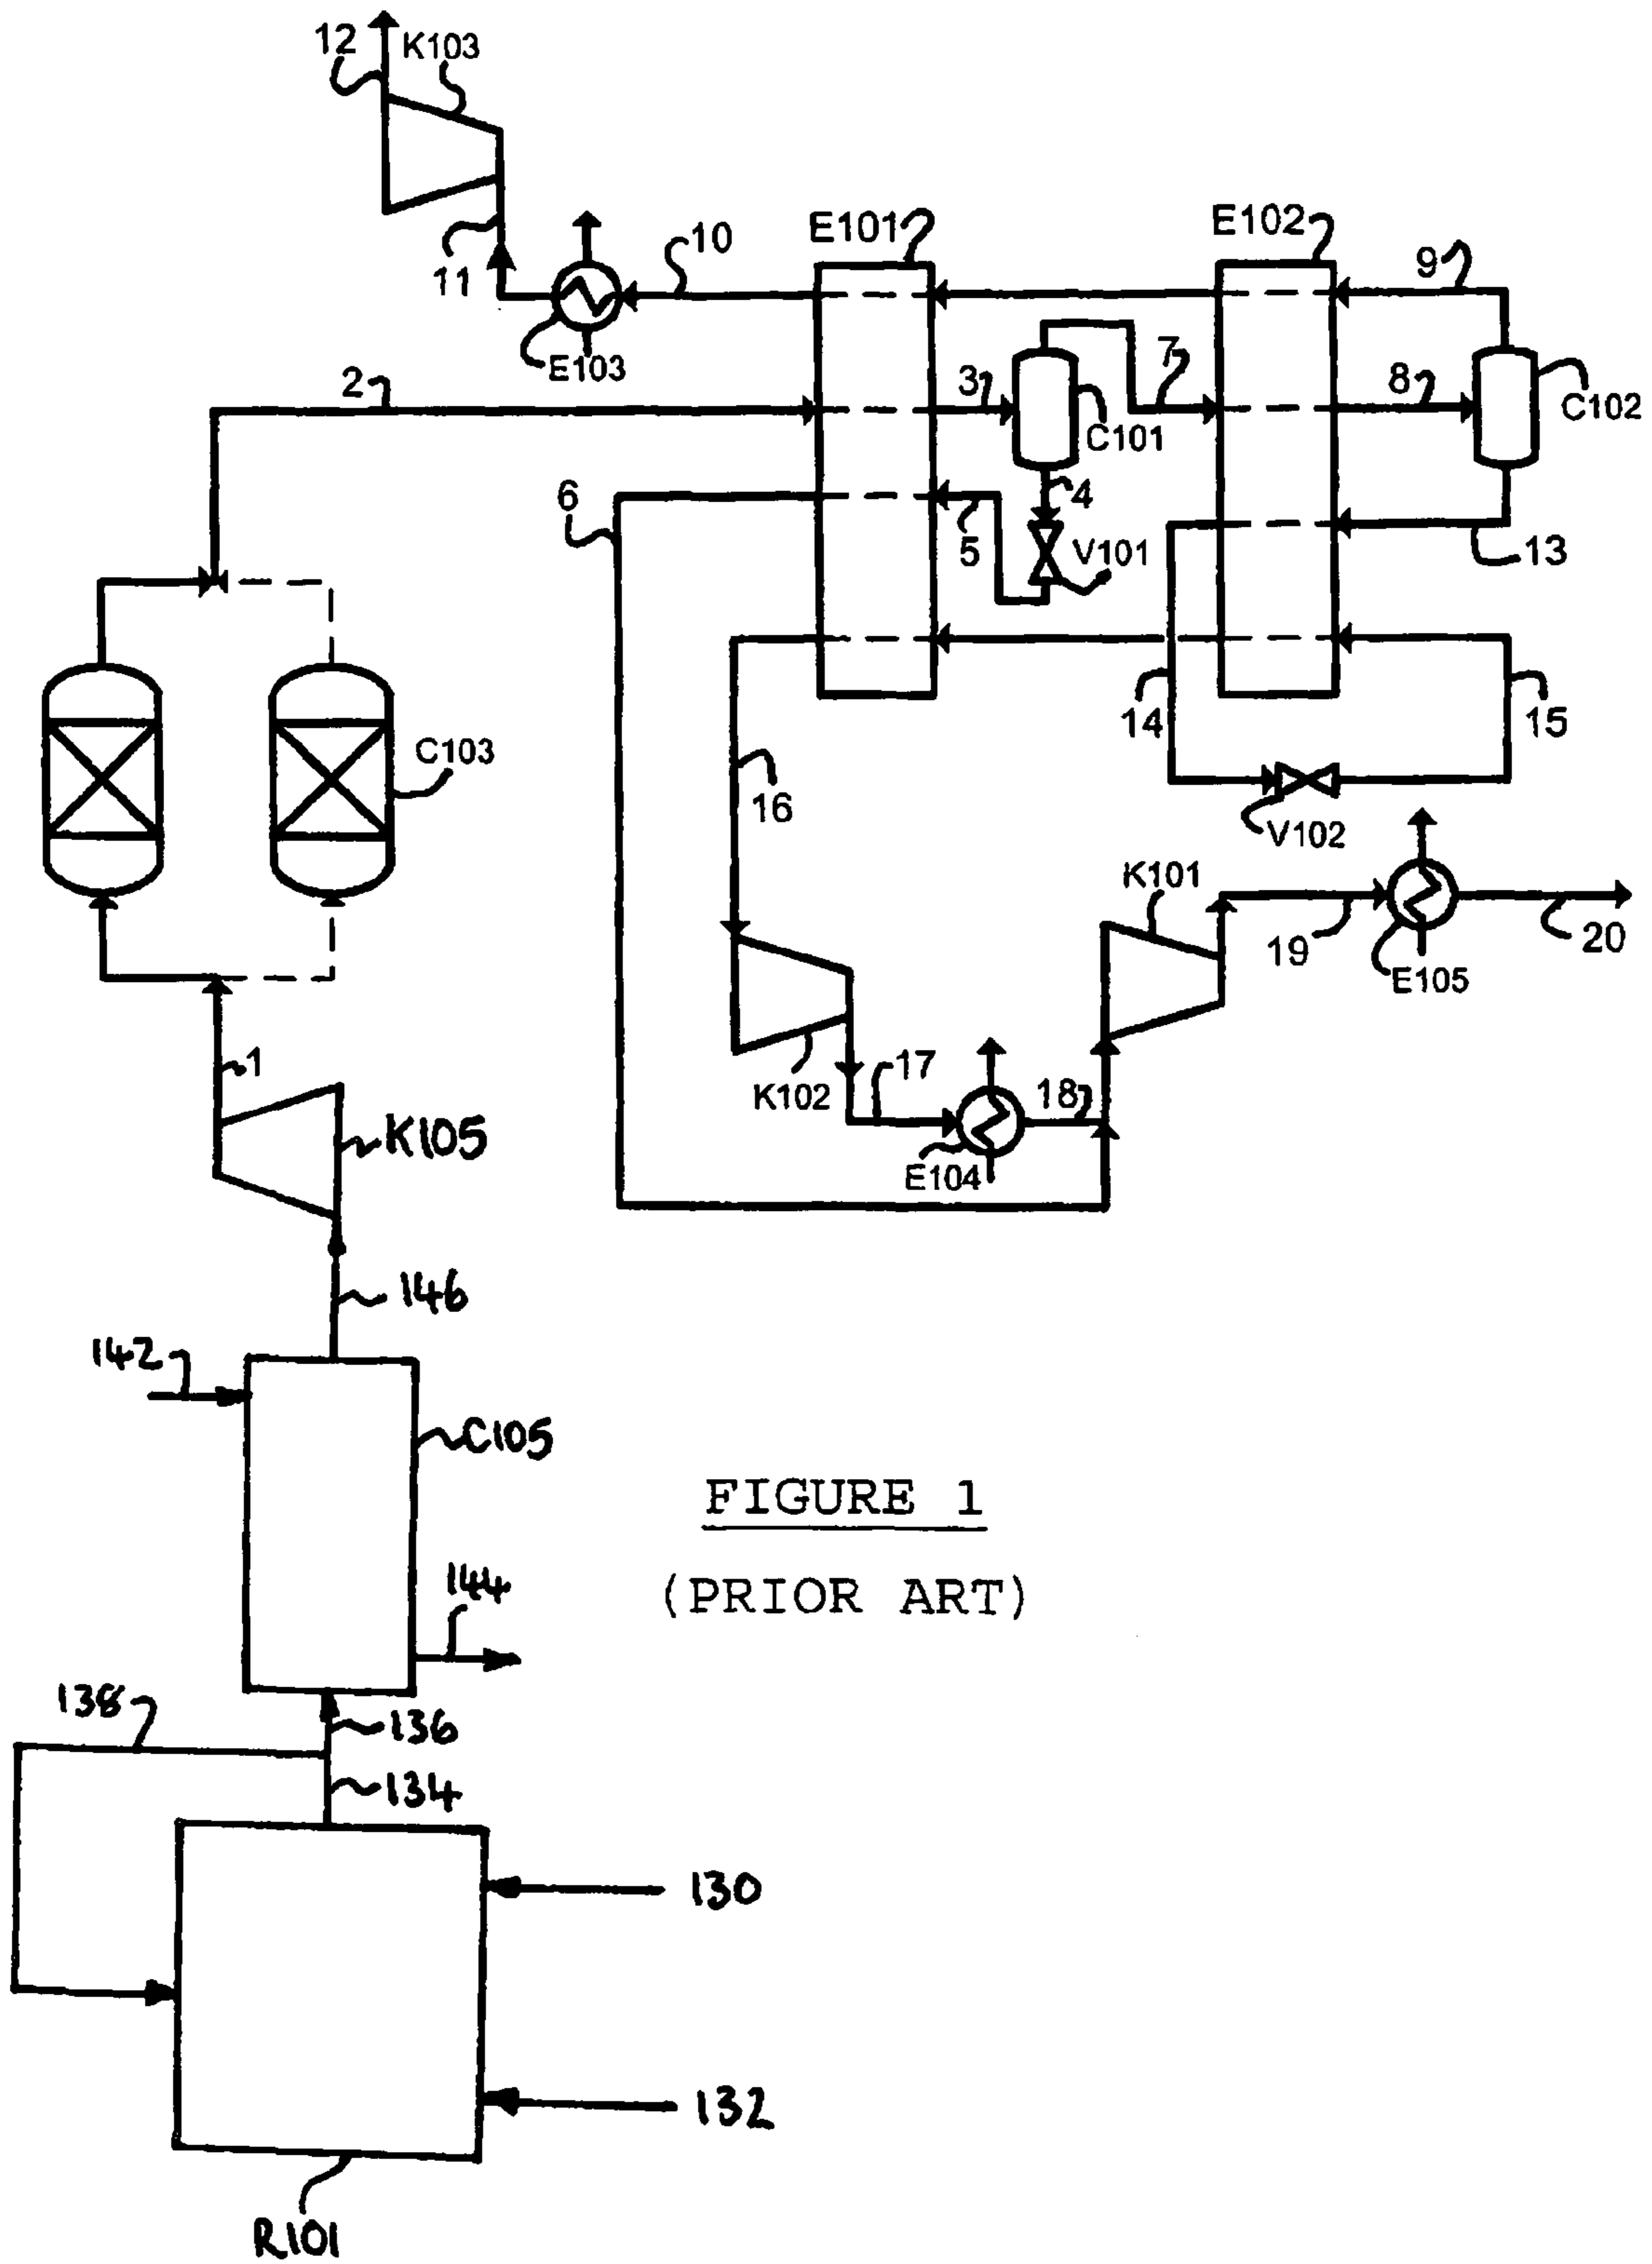 12
K103
E101
E102
10
9
11
E103
2
3
7
8
C101
C102
6
4
5
V101
13
C103
14
15
16
V102
K101
1
19
20
E105
K102
17
18
K105
E104
146
142
C105
FIGURE 1
144
(PRIOR ART)
138
136
134
130
132
R101